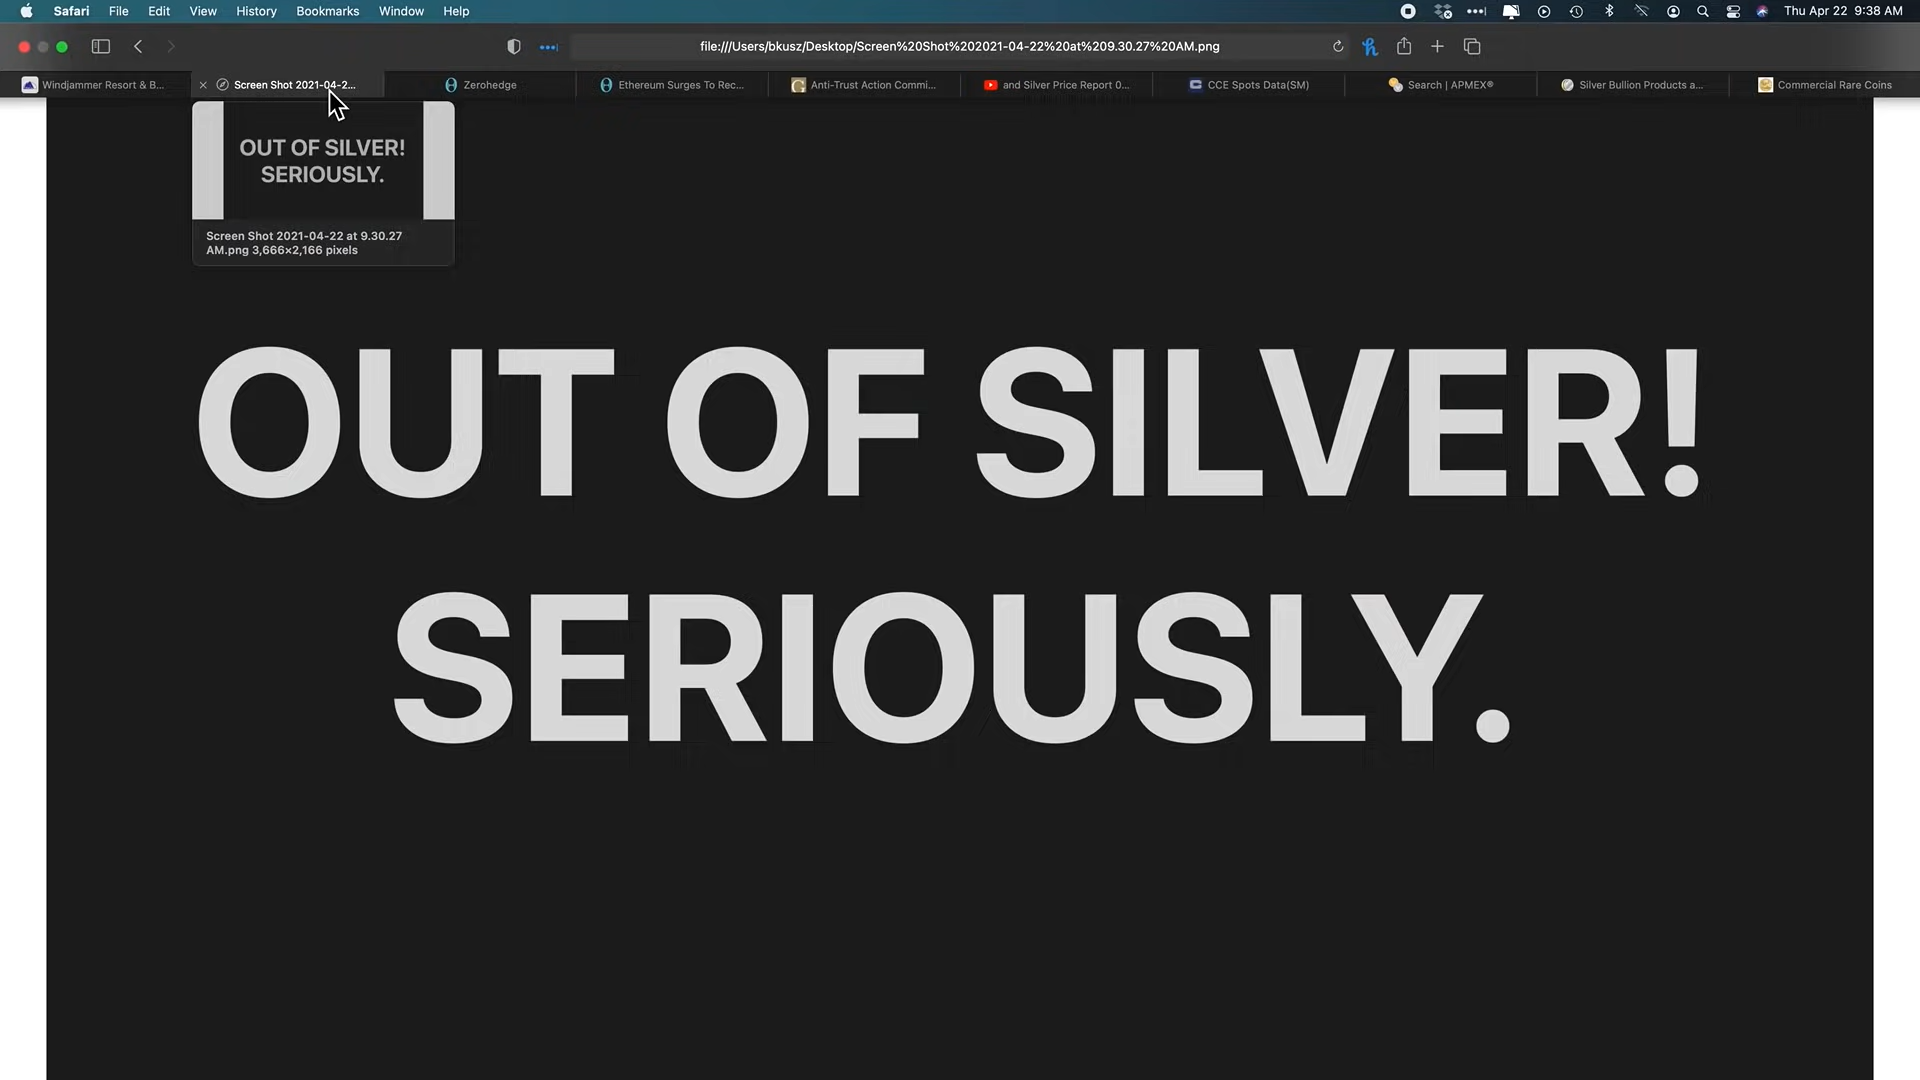 Safari File Edit View History Bookmarks Window Help Thu Apr 22 9:38 AM
file:///Users/bkusz/Desktop/Screen%20Shot%202021-04-22%20at%209.30.27%20AM.png
Windjammer Resort & B... Screen Shot 2021-04-2... Zerohedge Ethereum Surges To Rec... Anti-Trust Action Commi... and Silver Price Report 0... CCE Spots Data(SM) Search | APMEX® Silver Bullion Products a... Commercial Rare Coins
OUT OF SILVER!
SERIOUSLY.
Screen Shot 2021-04-22 at 9.30.27
AM.png 3,666×2,166 pixels
OUT OF SILVER!
SERIOUSLY.